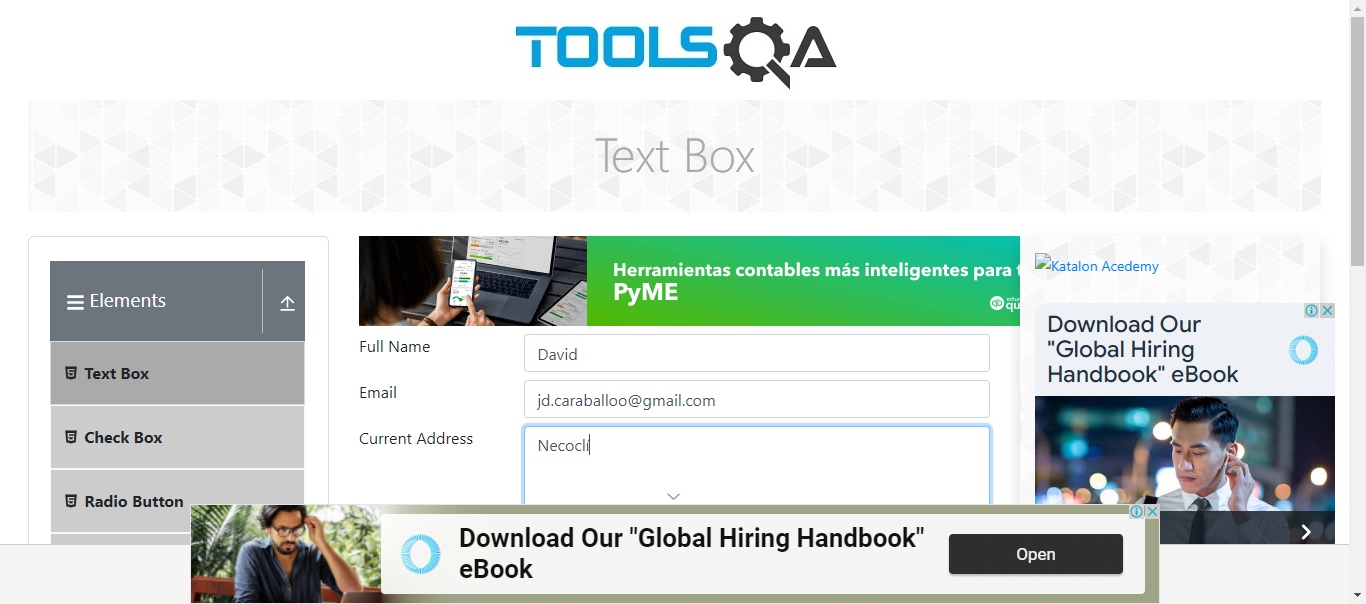 TOOLSQA
Text Box
Elements
Text Box
Check Box
Radio Button
Herramientas contables más inteligentes para
PyME
qb
Full Name
David
Email
jd.caraballoo@gmail.com
Current Address
Necoclí
Katalon Acedemy
Download Our
"Global Hiring
Handbook" eBook
Download Our "Global Hiring Handbook"
eBook
Open